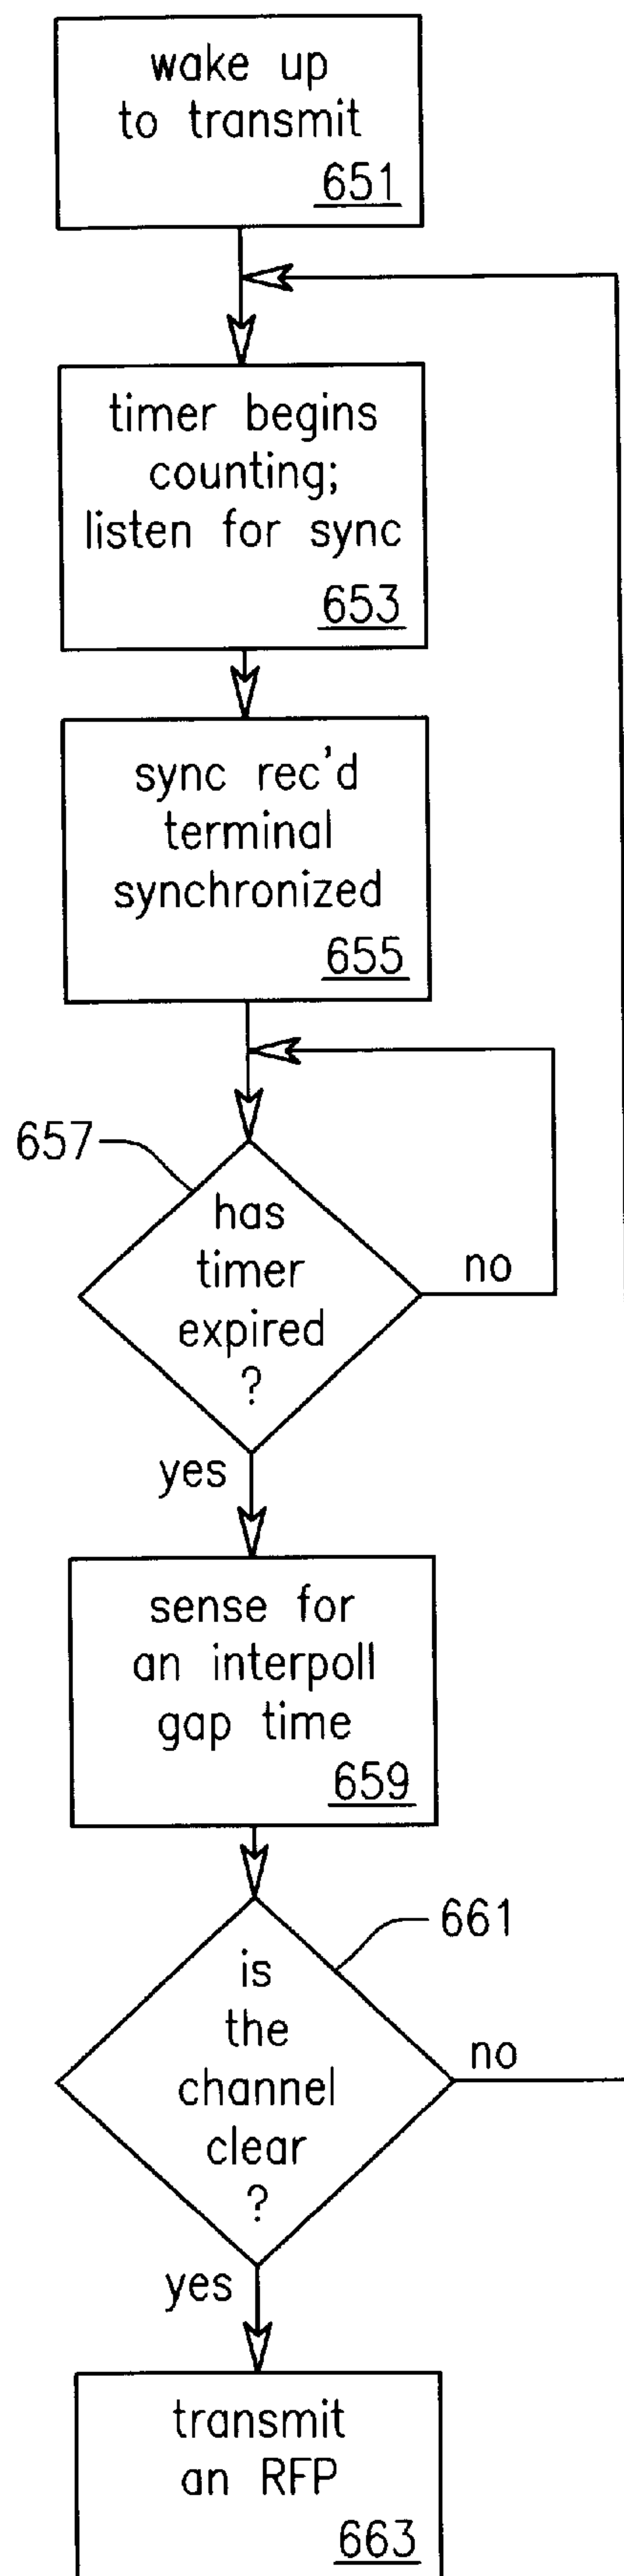 wake up
to transmit
651
timer begins
counting;
listen for sync
653
sync rec'd
terminal
synchronized
655
657
has
timer
expired
?
no
yes
sense for
an interpoll
gap time
659
661
is
the
channel
clear
?
no
yes
transmit
an RFP
663